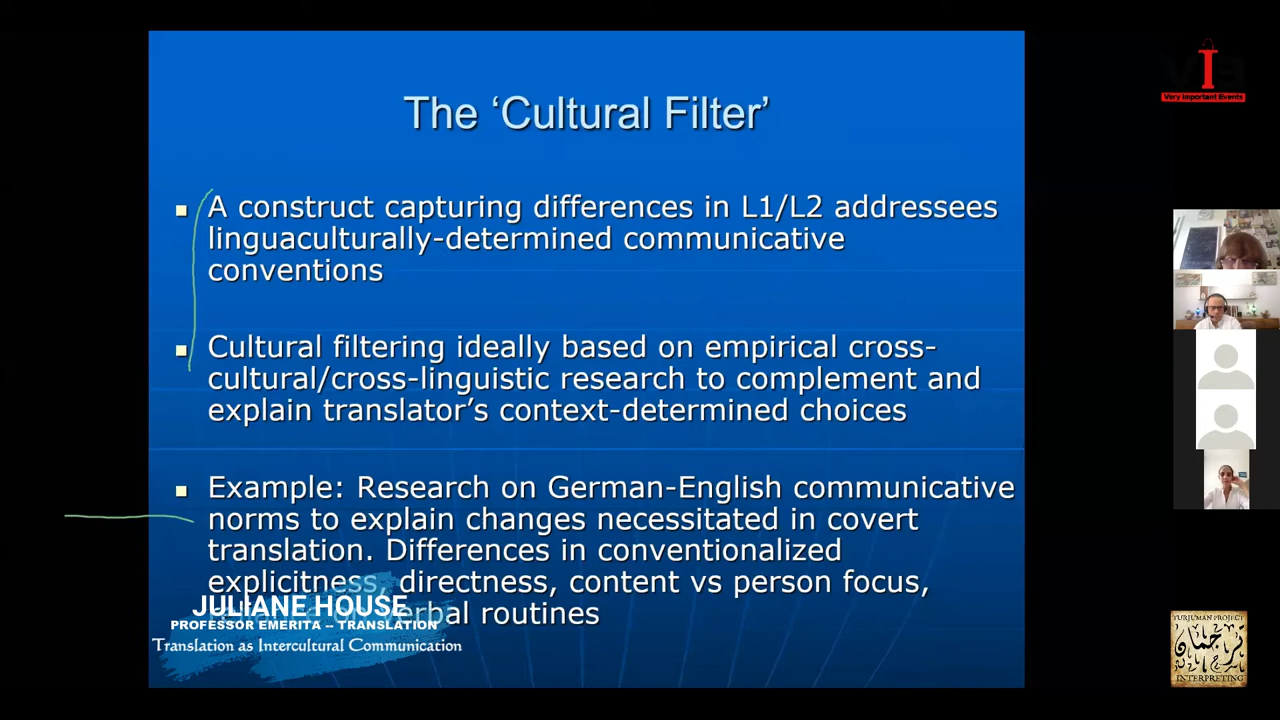 The ‘Cultural Filter’
A construct capturing differences in L1/L2 addressees
linguaculturally-determined communicative
conventions
Cultural filtering ideally based on empirical cross-
cultural/cross-linguistic research to complement and
explain translator’s context-determined choices
Example: Research on German-English communicative
norms to explain changes necessitated in covert
translation. Differences in conventionalized
explicitness, directness, content vs person focus,
verbal routines
JULIANE HOUSE
PROFESSOR EMERITA -- TRANSLATION
Translation as Intercultural Communication
VIE
Very Important Events
TURJUMAN PROJECT
ترجمان
INTERPRETING